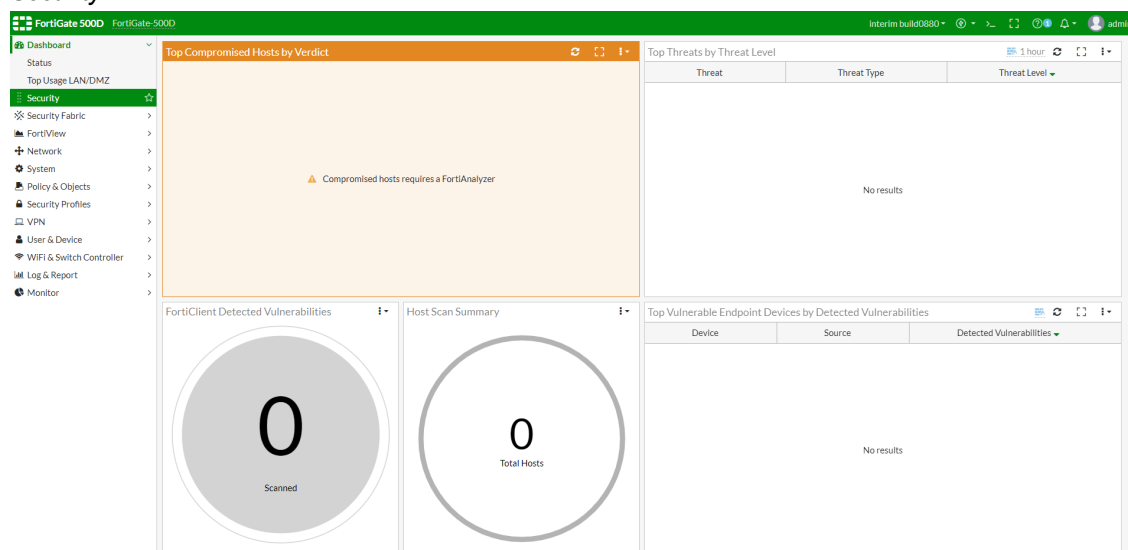 Security
FortiGate 500D FortiGate-500D interim build0880 1 admin
Dashboard
Status
Top Usage LAN/DMZ
Security
Security Fabric
FortiView
Network
System
Policy & Objects
Security Profiles
VPN
User & Device
WiFi & Switch Controller
Log & Report
Monitor
Top Compromised Hosts by Verdict
Compromised hosts requires a FortiAnalyzer
Top Threats by Threat Level 1 hour
Threat Threat Type Threat Level
No results
FortiClient Detected Vulnerabilities
0
Scanned
Host Scan Summary
0
Total Hosts
Top Vulnerable Endpoint Devices by Detected Vulnerabilities
Device Source Detected Vulnerabilities
No results